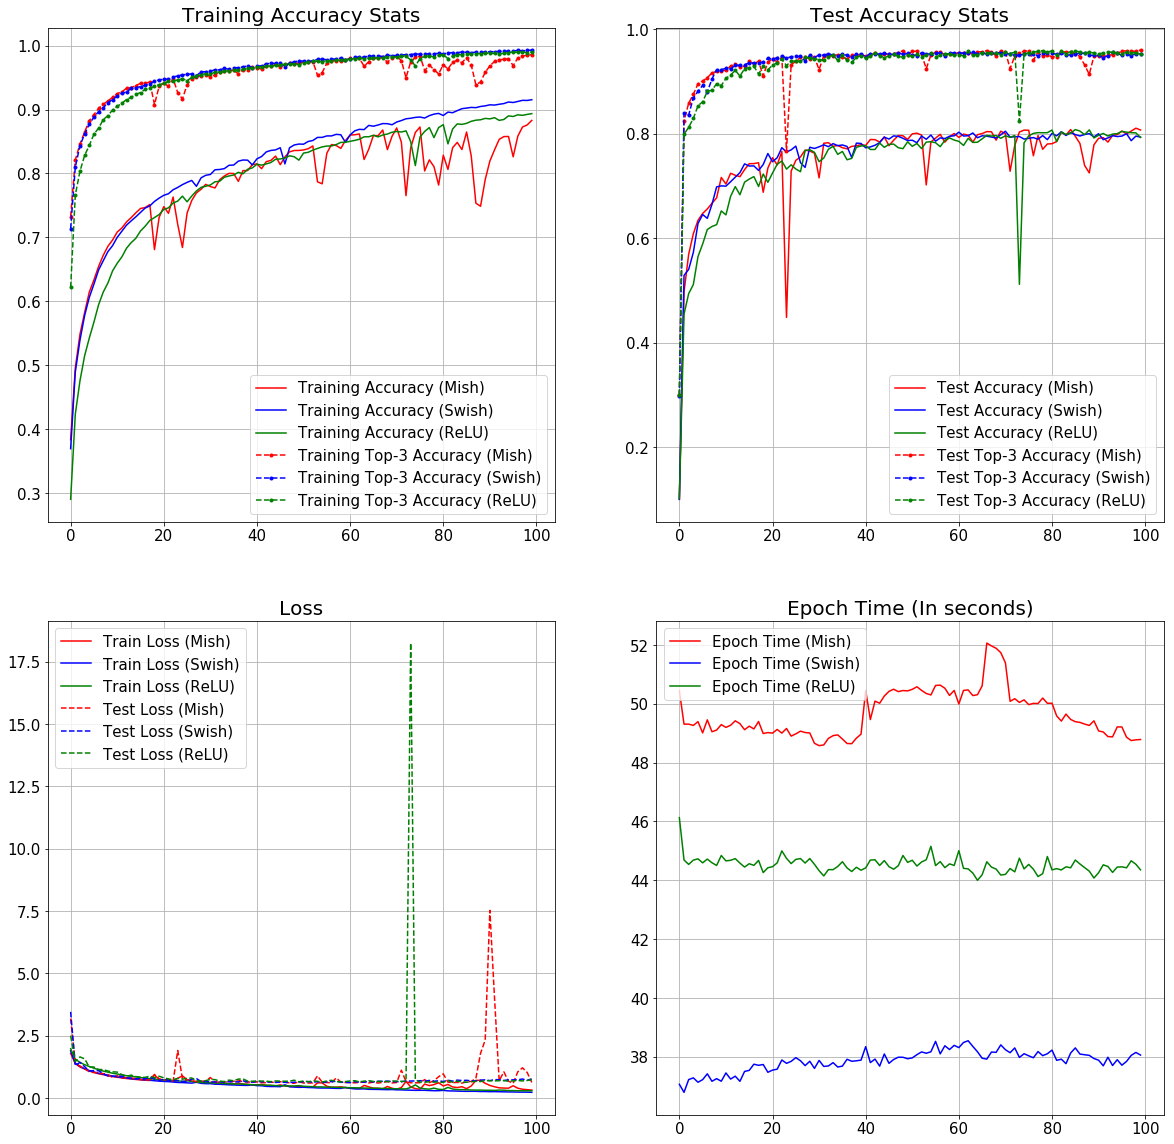 Training Accuracy Stats
1.0
0.9
0.8
0.7
0.6
0.5
0.4
0.3
0
20
40
60
80
100
Training Accuracy (Mish)
Training Accuracy (Swish)
Training Accuracy (ReLU)
Training Top-3 Accuracy (Mish)
Training Top-3 Accuracy (Swish)
Training Top-3 Accuracy (ReLU)
Test Accuracy Stats
1.0
0.8
0.6
0.4
0.2
0
20
40
60
80
100
Test Accuracy (Mish)
Test Accuracy (Swish)
Test Accuracy (ReLU)
Test Top-3 Accuracy (Mish)
Test Top-3 Accuracy (Swish)
Test Top-3 Accuracy (ReLU)
Loss
17.5
15.0
12.5
10.0
7.5
5.0
2.5
0.0
0
20
40
60
80
100
Train Loss (Mish)
Train Loss (Swish)
Train Loss (ReLU)
Test Loss (Mish)
Test Loss (Swish)
Test Loss (ReLU)
Epoch Time (In seconds)
52
50
48
46
44
42
40
38
0
20
40
60
80
100
Epoch Time (Mish)
Epoch Time (Swish)
Epoch Time (ReLU)